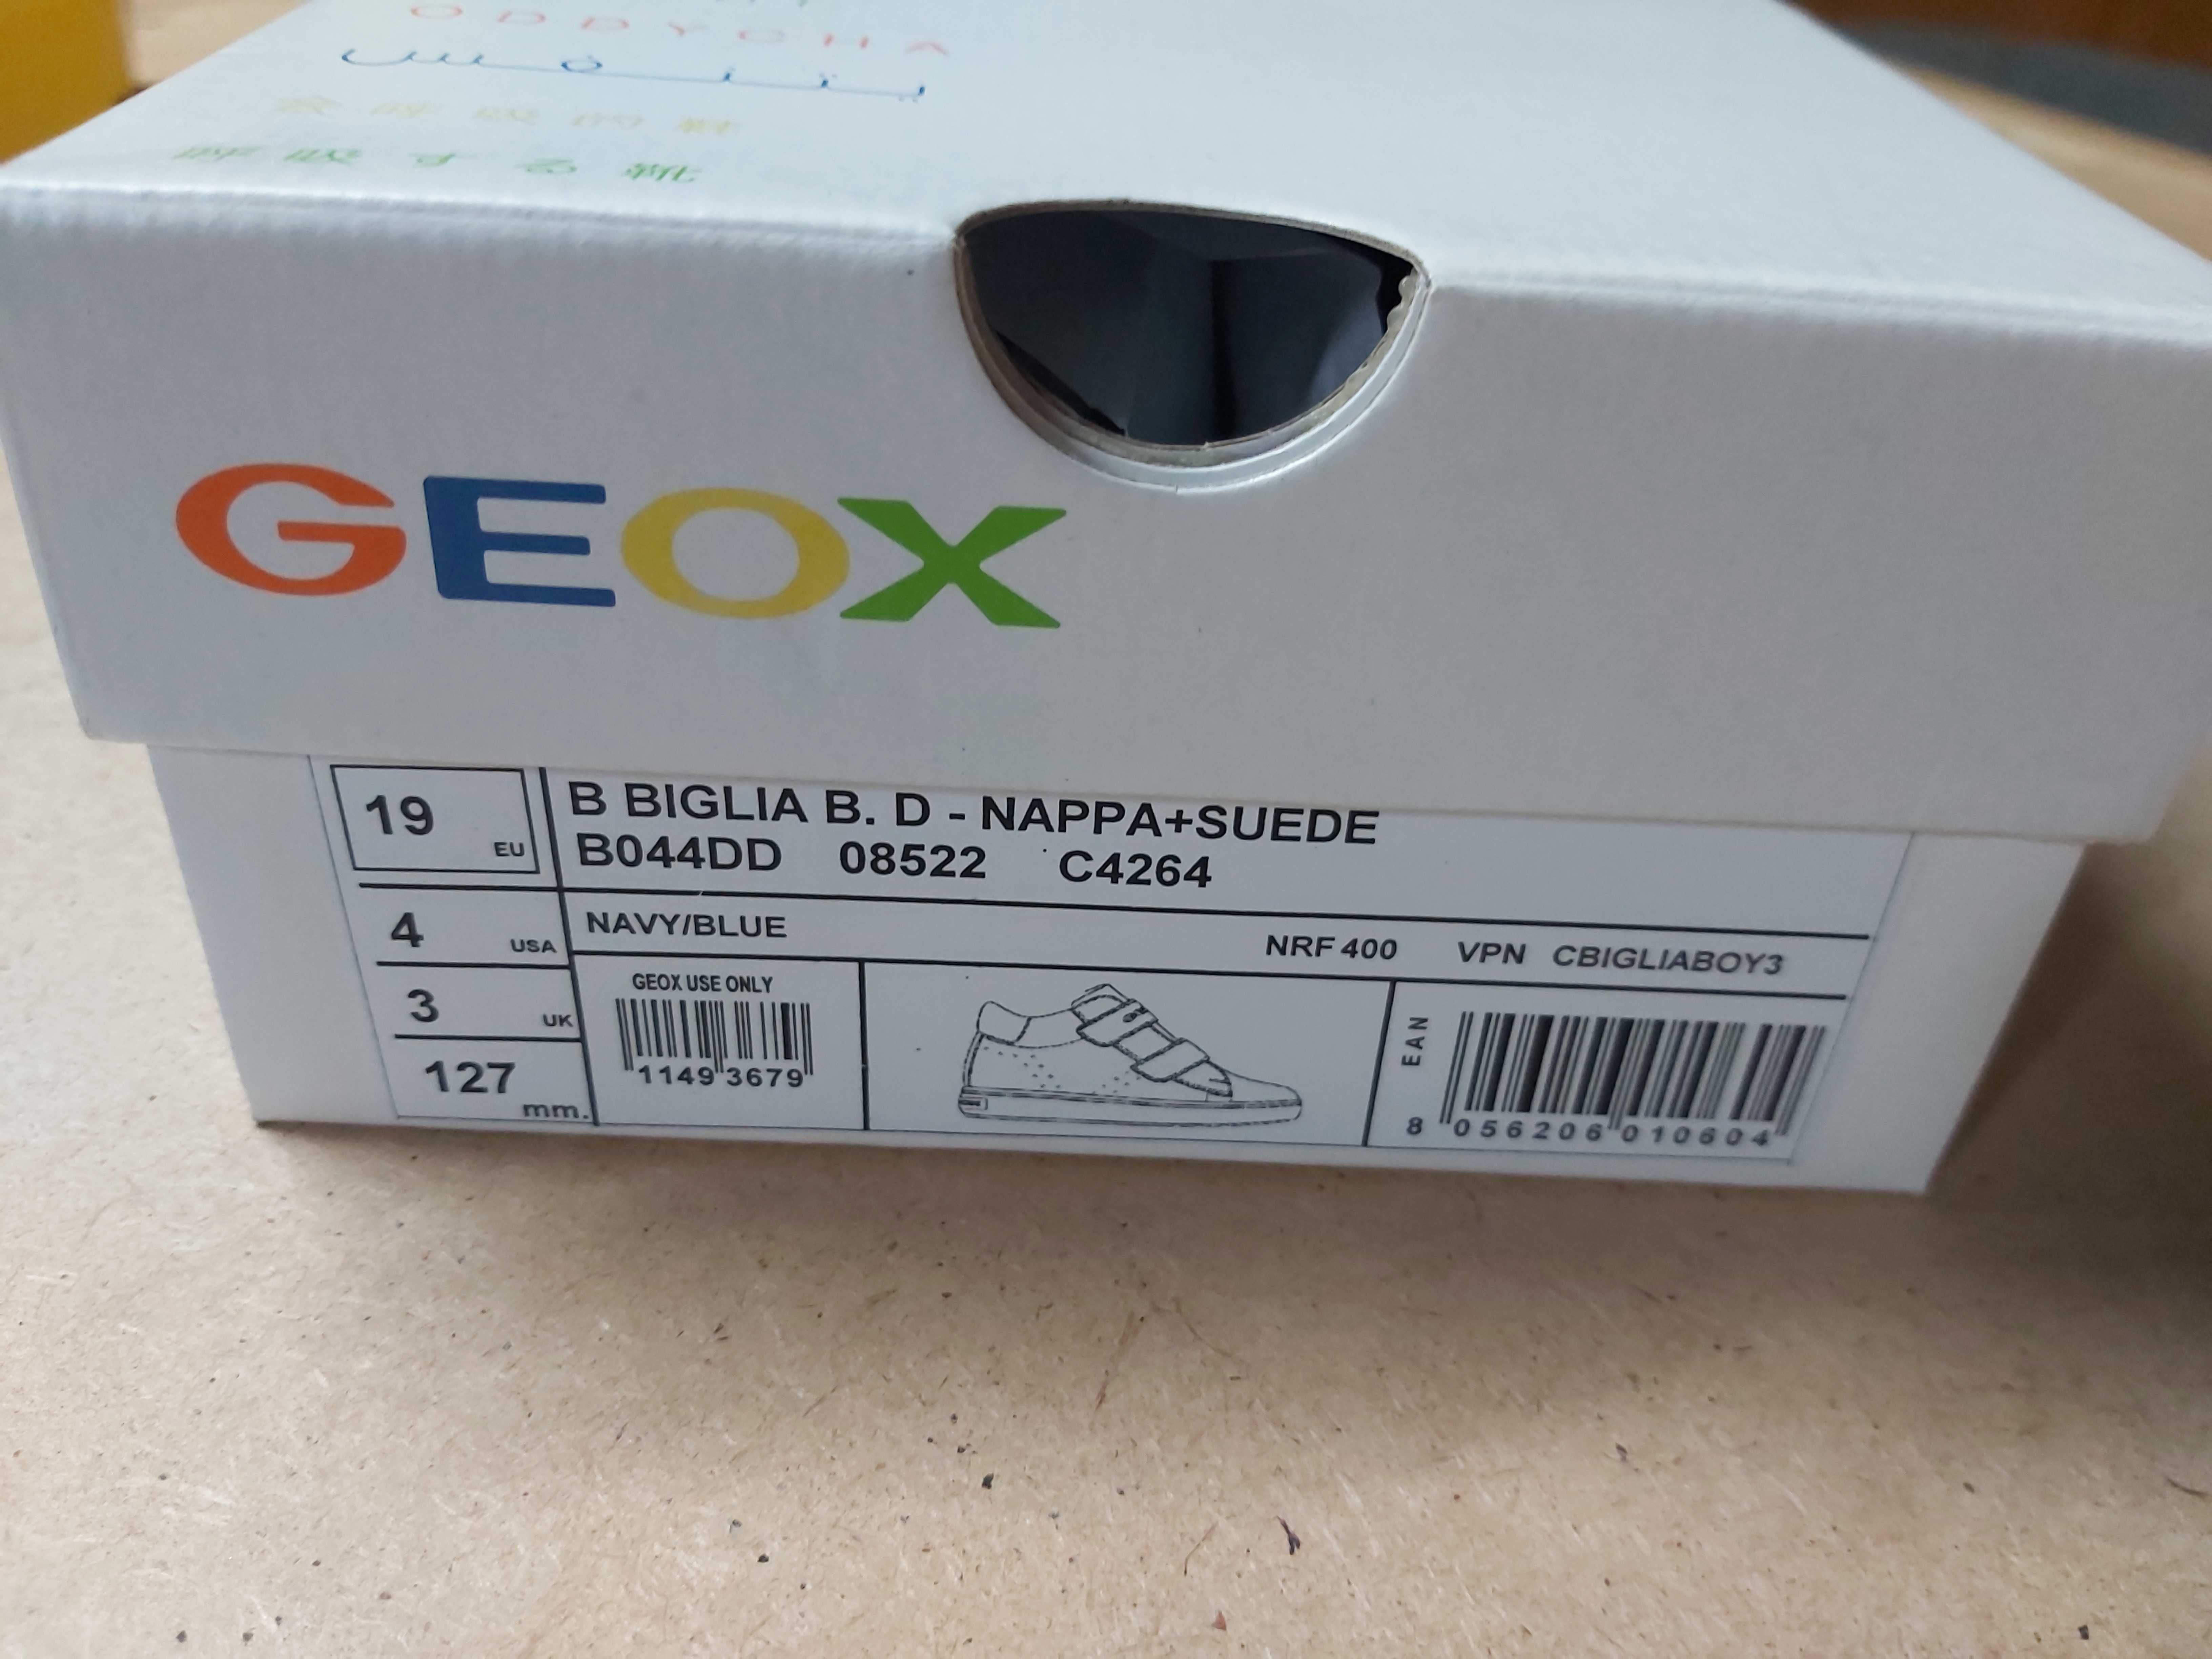 يتنفس
GEOX
19 EU
B BIGLIA B. D - NAPPA+SUEDE
B044DD 08522 C4264
4 USA
NAVY/BLUE
NRF 400 VPN CBIGLIABOY3
3 UK
GEOX USE ONLY
1149 3679
127 mm.
EAN
8 056206 010604